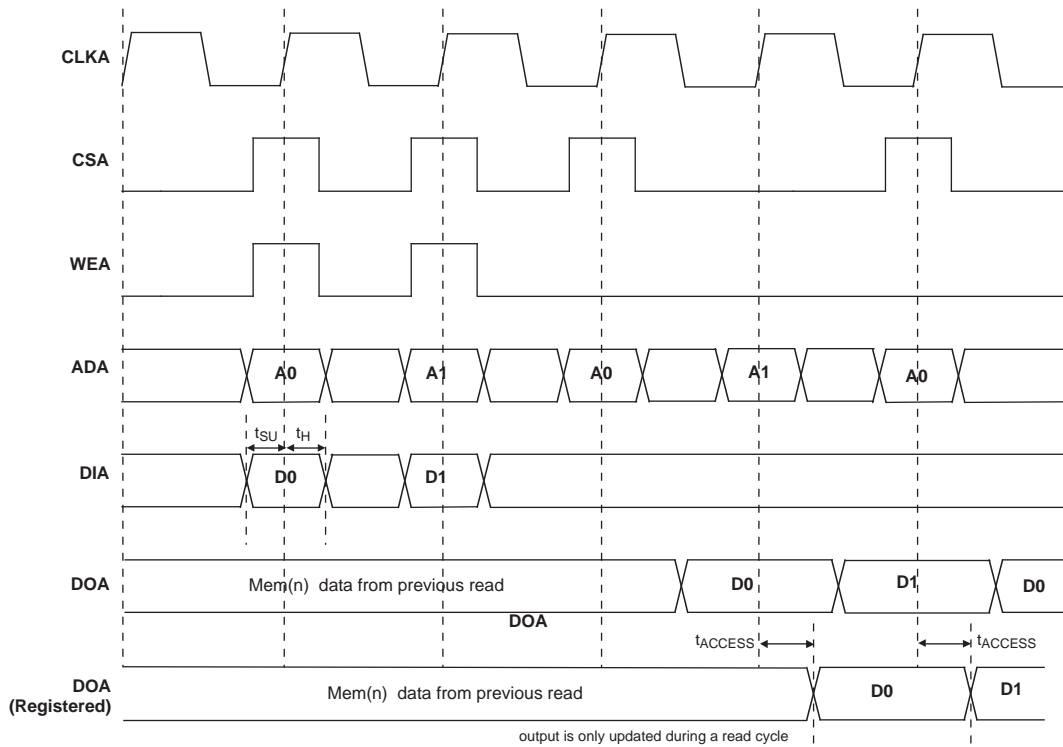 CLKA
CSA
WEA
ADA
A0
A1
A0
A1
A0
tSU
tH
DIA
D0
D1
DOA
Mem(n) data from previous read
D0
D1
D0
DOA
tACCESS
tACCESS
DOA
(Registered)
Mem(n) data from previous read
D0
D1
output is only updated during a read cycle